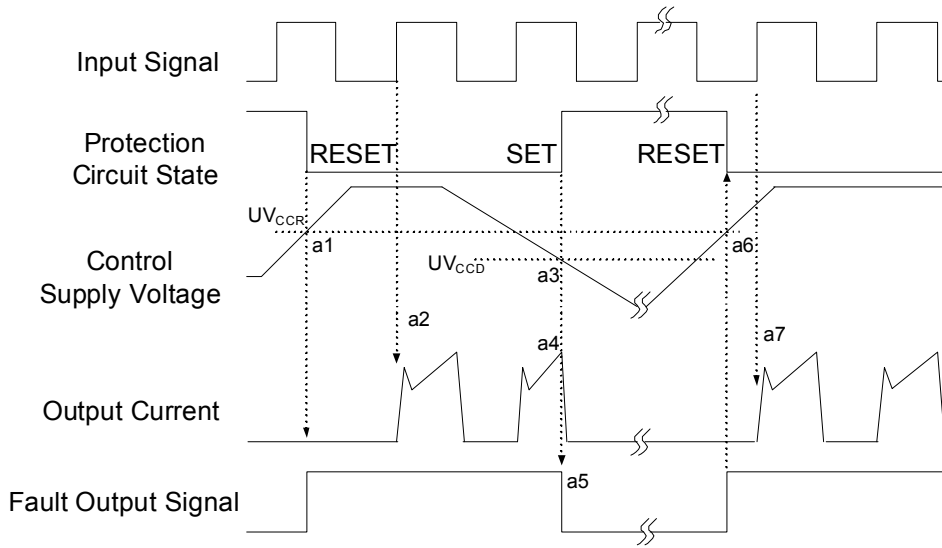 Input Signal
Protection
Circuit State
RESET
SET
RESET
UVCCR
a1
a6
Control
Supply Voltage
UVCCD
a3
a2
a4
a7
Output Current
a5
Fault Output Signal